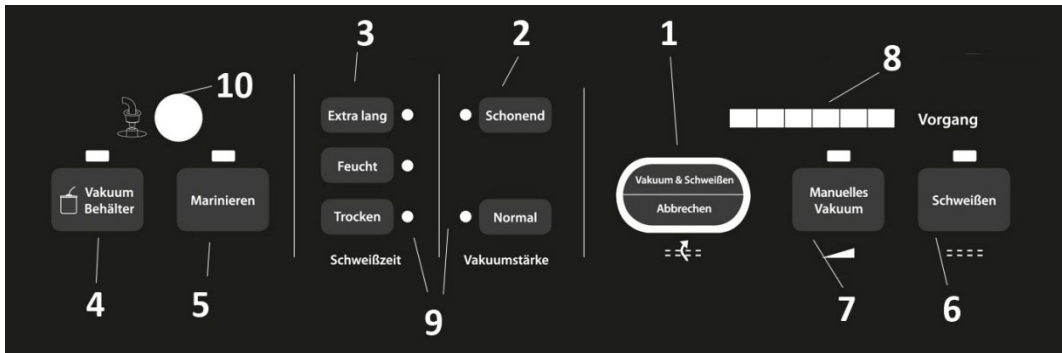 3
2
1
8
10
Extra lang
Schonend
Vorgang
Feucht
Vakuum
Behälter
Marinieren
Vakuum & Schweißen
Abbrechen
Manuelles
Vakuum
Schweißen
Trocken
Normal
Schweißzeit
Vakuumstärke
4
5
9
7
6